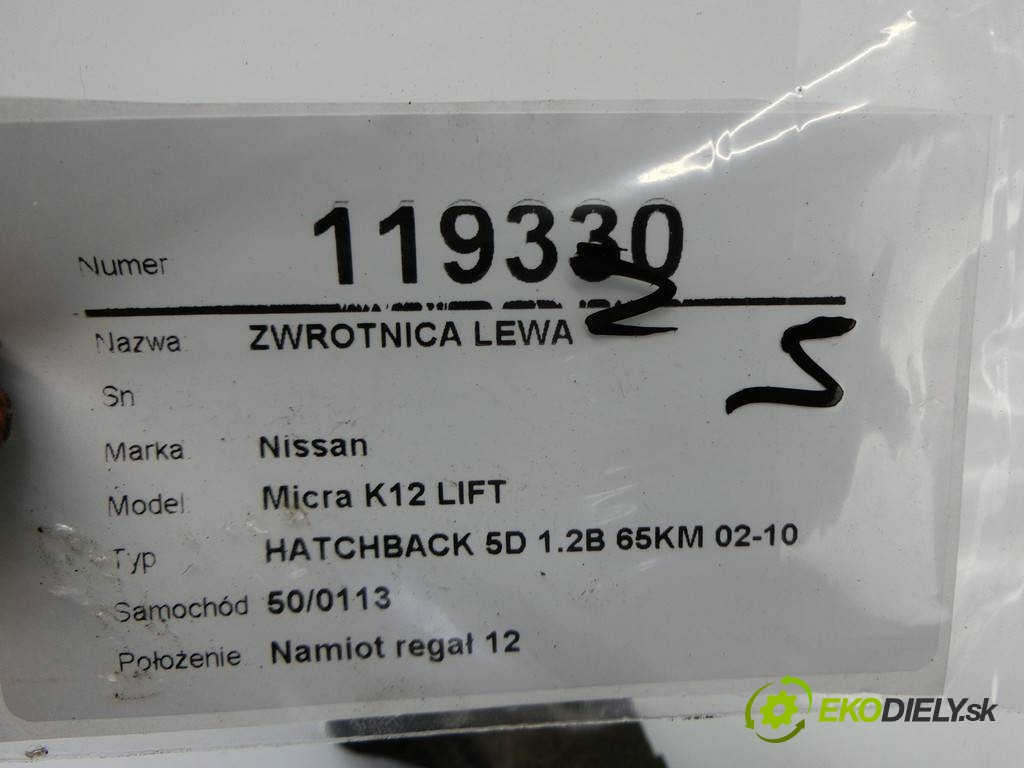 Numer 119330
Nazwa ZWROTNICA LEWA
Sn
Marka Nissan
Model Micra K12 LIFT
Typ HATCHBACK 5D 1.2B 65KM 02-10
Samochód 50/0113
Położenie Namiot regał 12
EKODIELY.sk